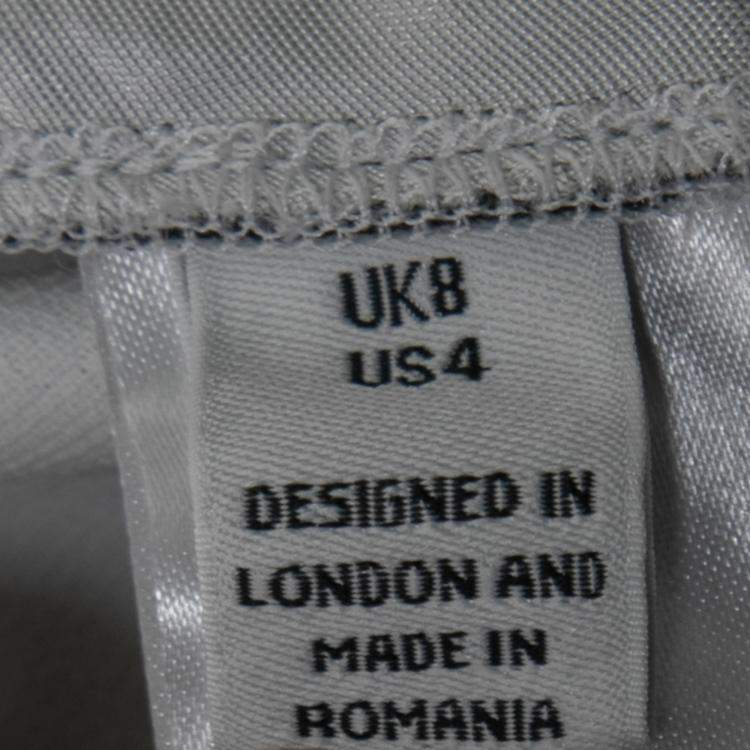 UK8
US4
DESIGNED IN
LONDON AND
MADE IN
ROMANIA